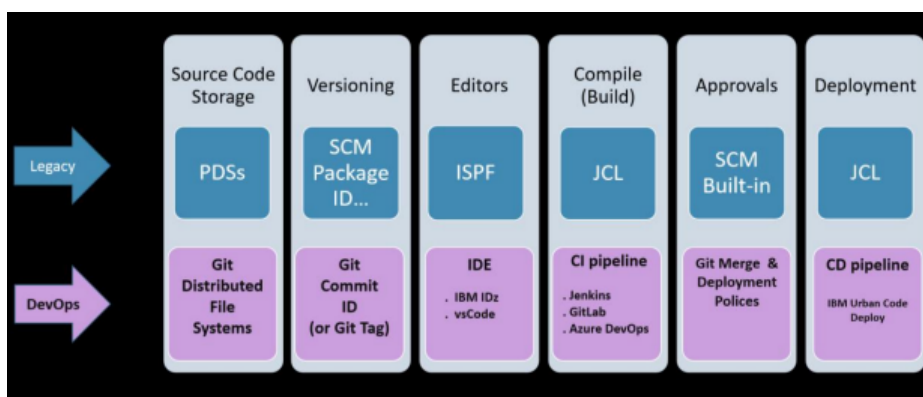 Source Code
Storage
Versioning
Editors
Compile
(Build)
Approvals
Deployment
Legacy
PDSs
SCM
Package
ID...
ISPF
JCL
SCM
Built-in
JCL
DevOps
Git
Distributed
File
Systems
Git
Commit
ID
(or Git Tag)
IDE
. IBM IDz
. vsCode
CI pipeline
. Jenkins
. GitLab
. Azure DevOps
Git Merge &
Deployment
Polices
CD pipeline
IBM Urban Code
Deploy